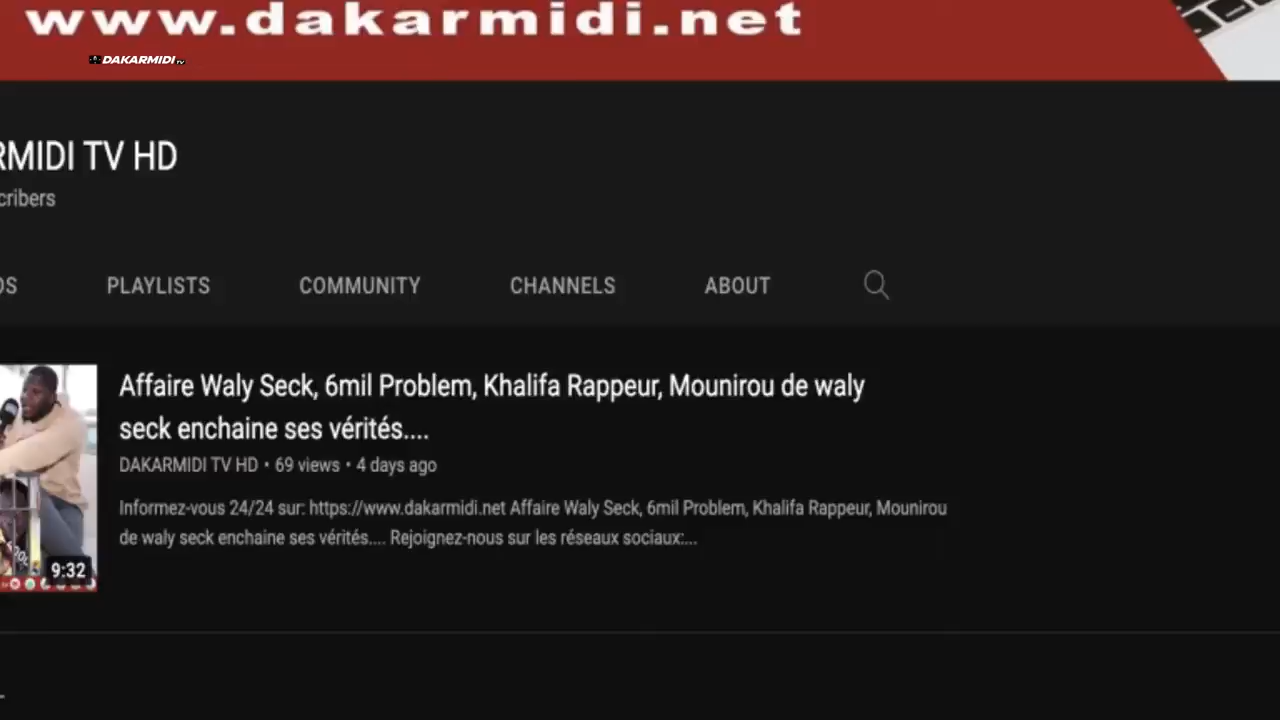 www.dakarmidi.net
DAKARMIDI TV
RMIDI TV HD
cribers
OS PLAYLISTS COMMUNITY CHANNELS ABOUT
Affaire Waly Seck, 6mil Problem, Khalifa Rappeur, Mounirou de waly
seck enchaine ses vérités....
DAKARMIDI TV HD • 69 views • 4 days ago
Informez-vous 24/24 sur: https://www.dakarmidi.net Affaire Waly Seck, 6mil Problem, Khalifa Rappeur, Mounirou
de waly seck enchaine ses vérités.... Rejoignez-nous sur les réseaux sociaux:...
9:32